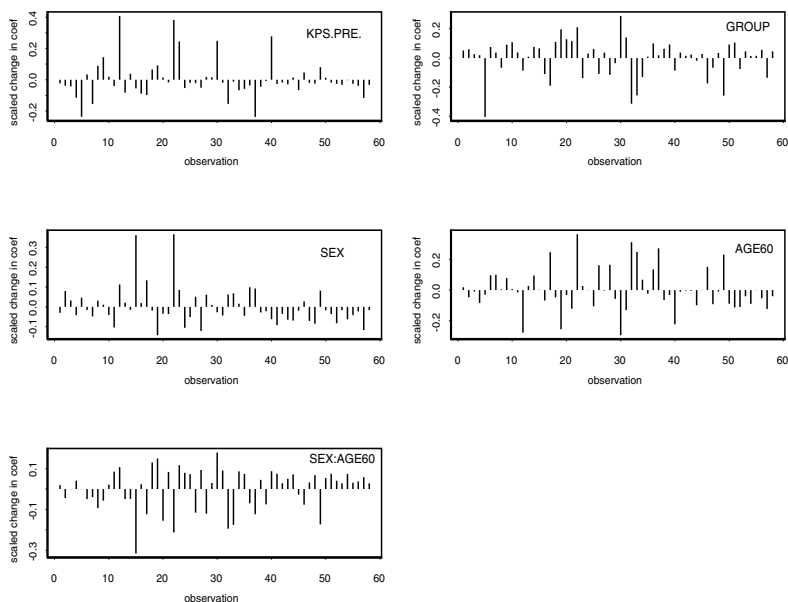 KPS.PRE.
scaled change in coef
-0.2 0.0 0.2 0.4
0 10 20 30 40 50 60
observation
GROUP
scaled change in coef
-0.4 -0.2 0.0 0.2
0 10 20 30 40 50 60
observation
SEX
scaled change in coef
-0.1 0.0 0.1 0.3
0 10 20 30 40 50 60
observation
AGE60
scaled change in coef
-0.2 0.0 0.2
0 10 20 30 40 50 60
observation
SEX:AGE60
scaled change in coef
-0.3 -0.1 0.1
0 10 20 30 40 50 60
observation